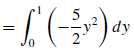 = ∫₀¹ (−5/2 y²) dy